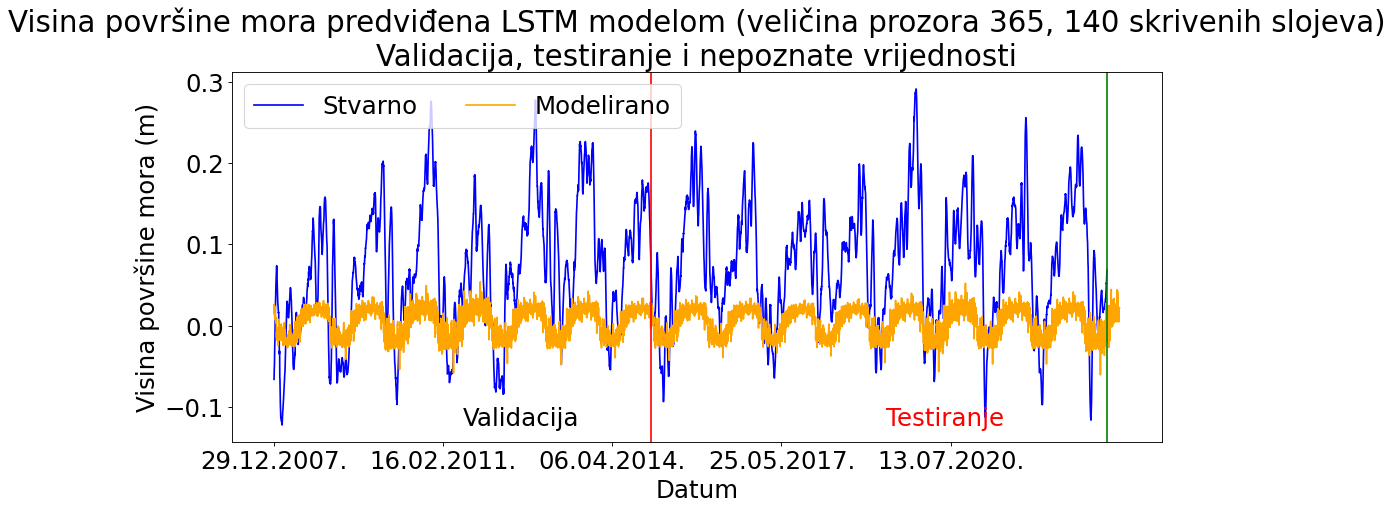 Visina površine mora predviđena LSTM modelom (veličina prozora 365, 140 skrivenih slojeva)
Validacija, testiranje i nepoznate vrijednosti
Stvarno
Modelirano
Visina površine mora (m)
0.3
0.2
0.1
0.0
−0.1
Validacija
Testiranje
29.12.2007.
16.02.2011.
06.04.2014.
25.05.2017.
13.07.2020.
Datum